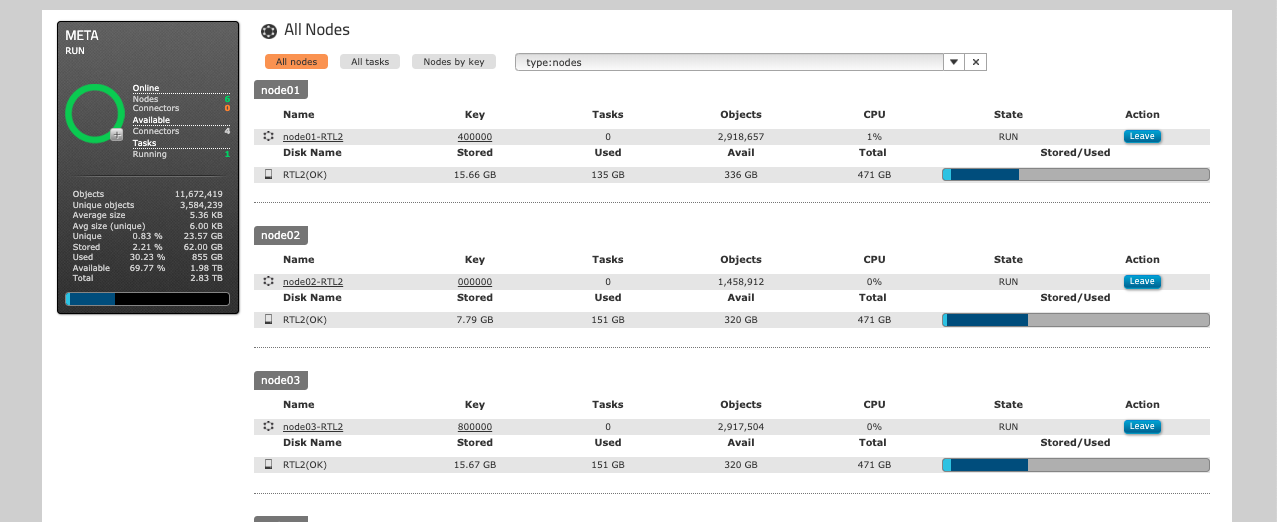 META
RUN
Online
Nodes 6
Connectors 0
Available
Connectors 4
Tasks
Running 1
Objects 11,672,419
Unique objects 3,584,239
Average size 5.36 KB
Avg size (unique) 6.00 KB
Unique 0.83 % 23.57 GB
Stored 2.21 % 62.00 GB
Used 30.23 % 855 GB
Available 69.77 % 1.98 TB
Total 2.83 TB
All Nodes
All nodes All tasks Nodes by key type:nodes
node01
Name Key Tasks Objects CPU State Action
node01-RTL2 400000 0 2,918,657 1% RUN Leave
Disk Name Stored Used Avail Total Stored/Used
RTL2(OK) 15.66 GB 135 GB 336 GB 471 GB
node02
Name Key Tasks Objects CPU State Action
node02-RTL2 000000 0 1,458,912 0% RUN Leave
Disk Name Stored Used Avail Total Stored/Used
RTL2(OK) 7.79 GB 151 GB 320 GB 471 GB
node03
Name Key Tasks Objects CPU State Action
node03-RTL2 800000 0 2,917,504 0% RUN Leave
Disk Name Stored Used Avail Total Stored/Used
RTL2(OK) 15.67 GB 151 GB 320 GB 471 GB